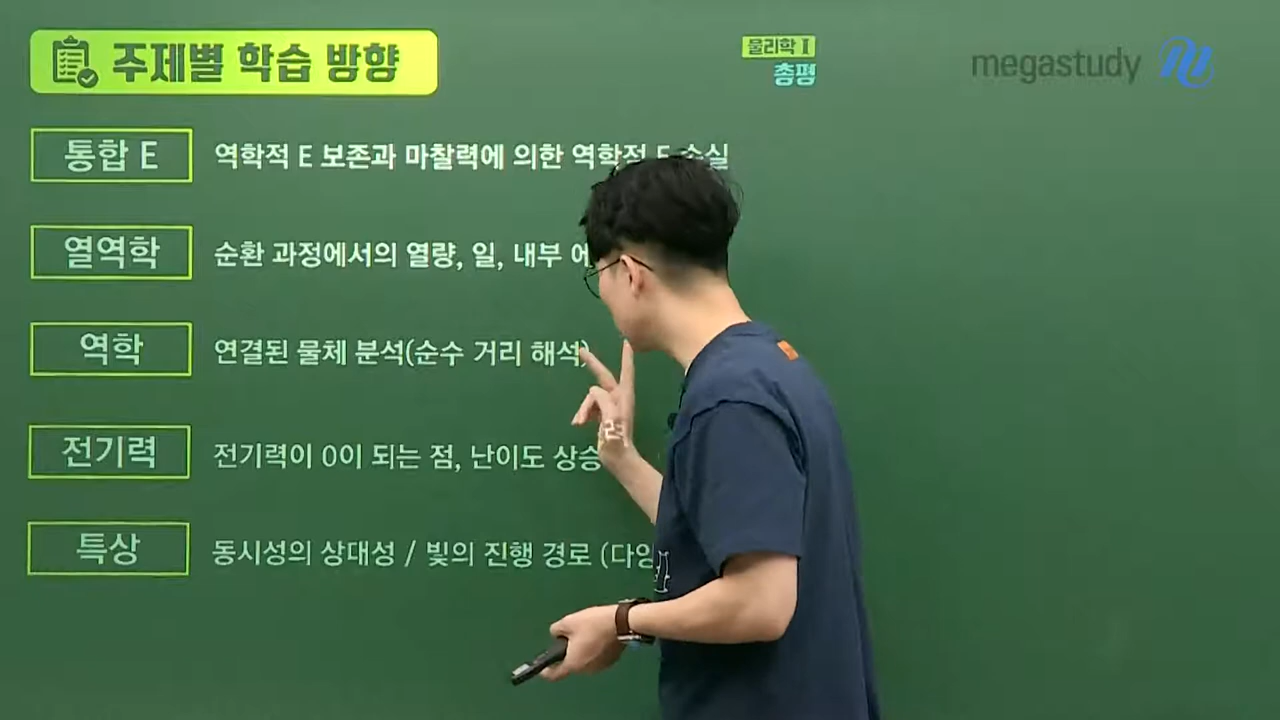 주제별 학습 방향
물리학 I
총평
megastudy
통합 E
역학적 E 보존과 마찰력에 의한 역학적 E 손실
열역학
순환 과정에서의 열량, 일, 내부
역학
연결된 물체 분석(순수 거리 해석)
전기력
전기력이 0이 되는 점, 난이도 상승
특상
동시성의 상대성 / 빛의 진행 경로